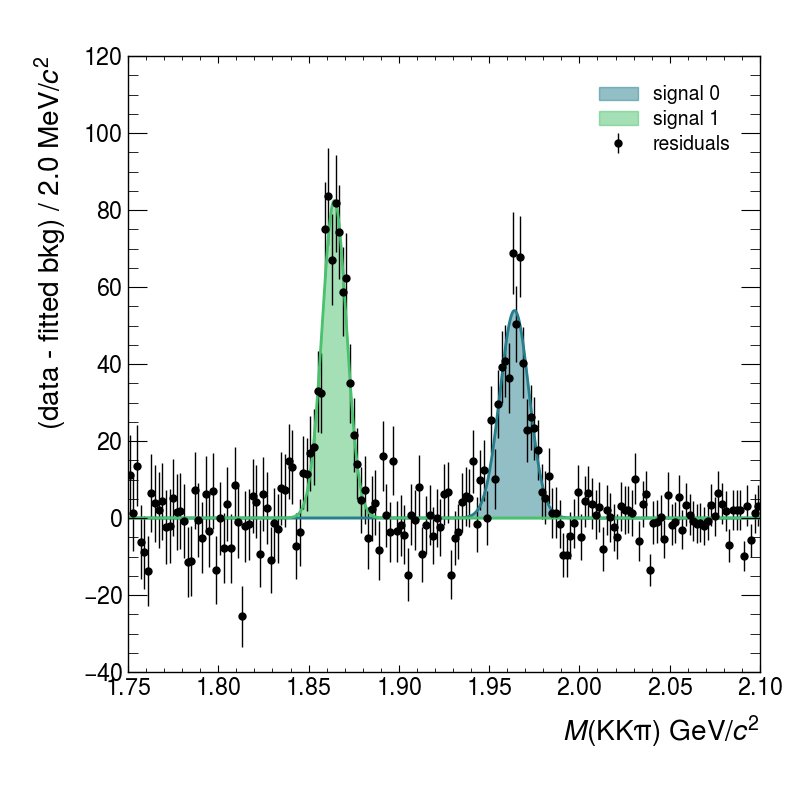 (data - fitted bkg) / 2.0 MeV/c²
120
100
80
60
40
20
0
−20
−40
signal 0
signal 1
residuals
1.75 1.80 1.85 1.90 1.95 2.00 2.05 2.10
M(KKπ) GeV/c²